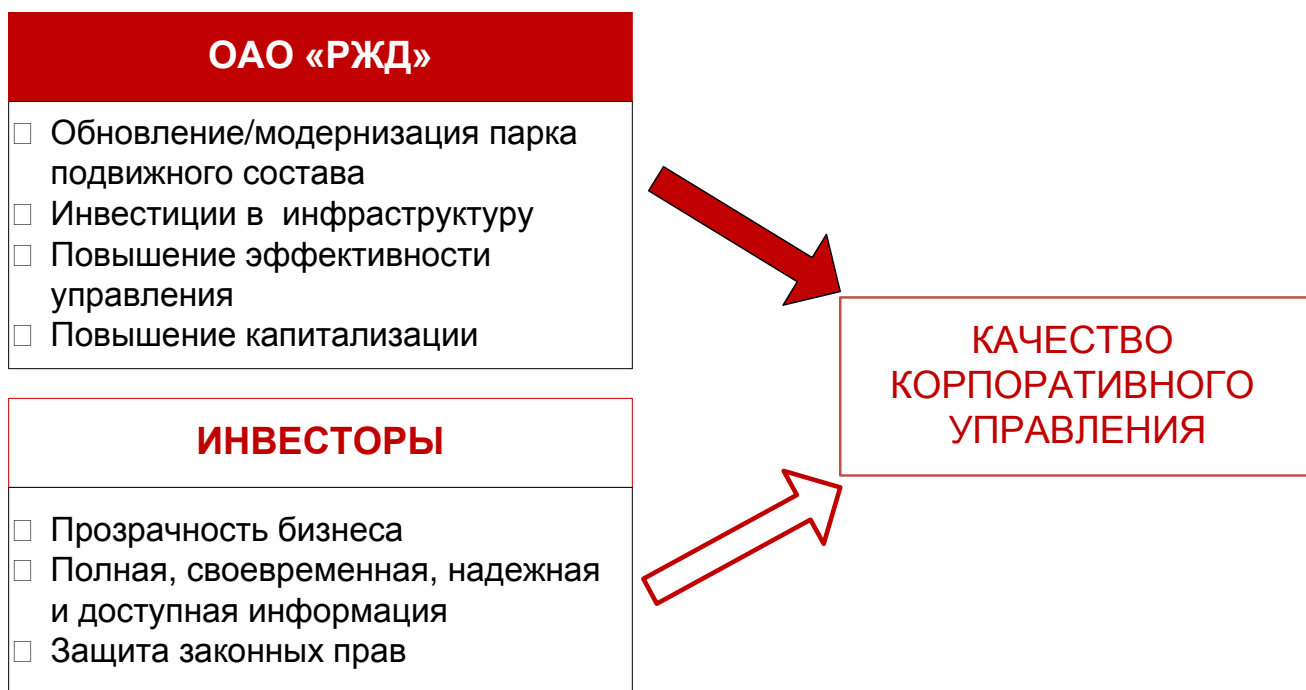 ОАО «РЖД»
Обновление/модернизация парка
подвижного состава
Инвестиции в инфраструктуру
Повышение эффективности
управления
Повышение капитализации
ИНВЕСТОРЫ
Прозрачность бизнеса
Полная, своевременная, надежная
и доступная информация
Защита законных прав
КАЧЕСТВО
КОРПОРАТИВНОГО
УПРАВЛЕНИЯ